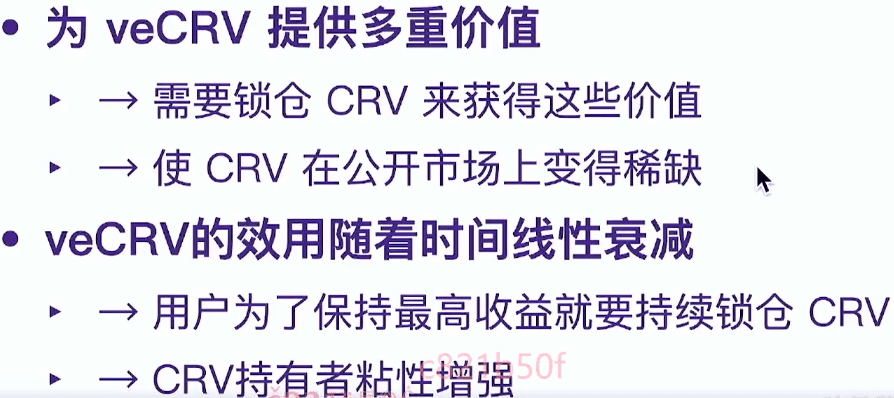 • 为 veCRV 提供多重价值
‣ → 需要锁仓 CRV 来获得这些价值
‣ → 使 CRV 在公开市场上变得稀缺
• veCRV的效用随着时间线性衰减
‣ → 用户为了保持最高收益就要持续锁仓 CRV
‣ → CRV持有者粘性增强
c821b50f